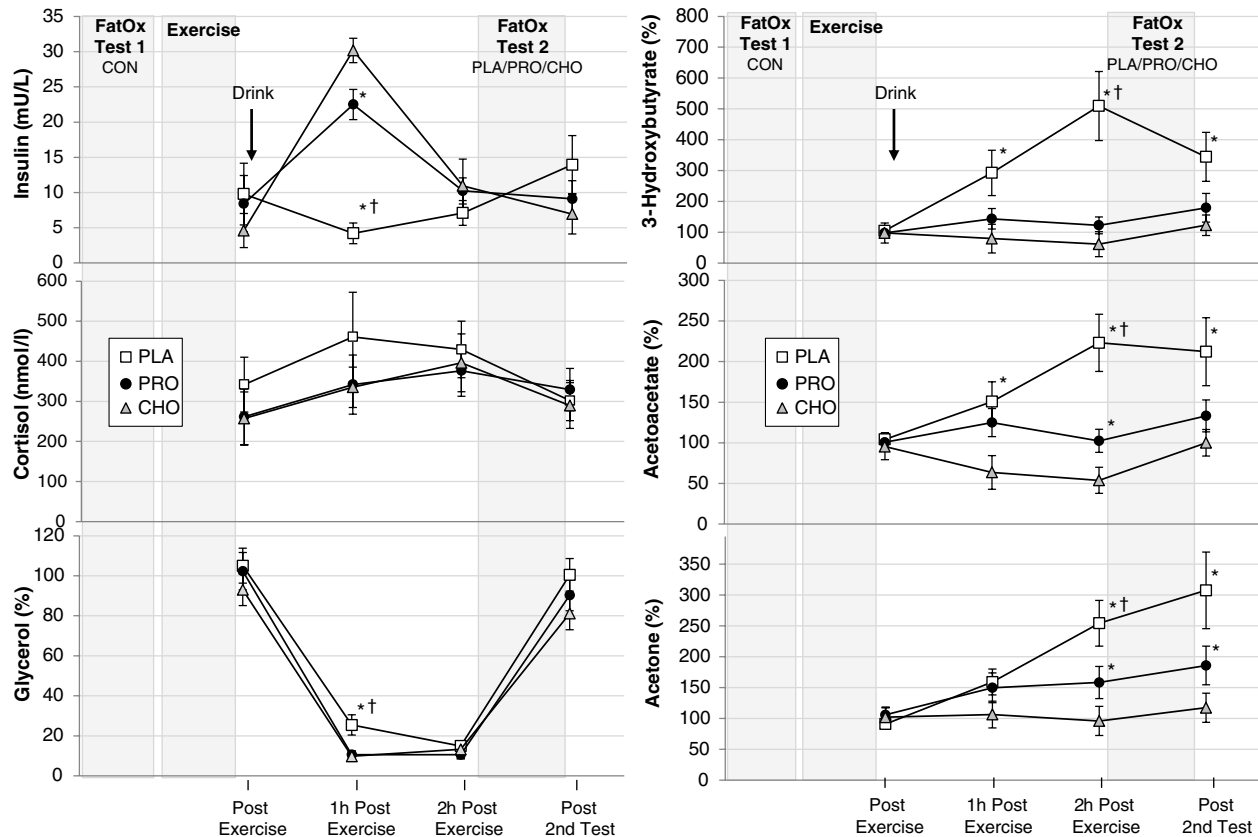 FatOx
Test 1
CON
Exercise
FatOx
Test 2
PLA/PRO/CHO
Drink
*
*†
Insulin (mU/L)
35
30
25
20
15
10
5
0
Cortisol (nmol/l)
600
500
400
300
200
100
0
PLA
PRO
CHO
Glycerol (%)
120
100
80
60
40
20
0
*†
Post
Exercise
1h Post
Exercise
2h Post
Exercise
Post
2nd Test
FatOx
Test 1
CON
Exercise
FatOx
Test 2
PLA/PRO/CHO
Drink
*
*†
*
3-Hydroxybutyrate (%)
800
700
600
500
400
300
200
100
0
Acetoacetate (%)
300
250
200
150
100
50
0
PLA
PRO
CHO
*
*†
*
*
Acetone (%)
350
300
250
200
150
100
50
0
*†
*
*
*
Post
Exercise
1h Post
Exercise
2h Post
Exercise
Post
2nd Test